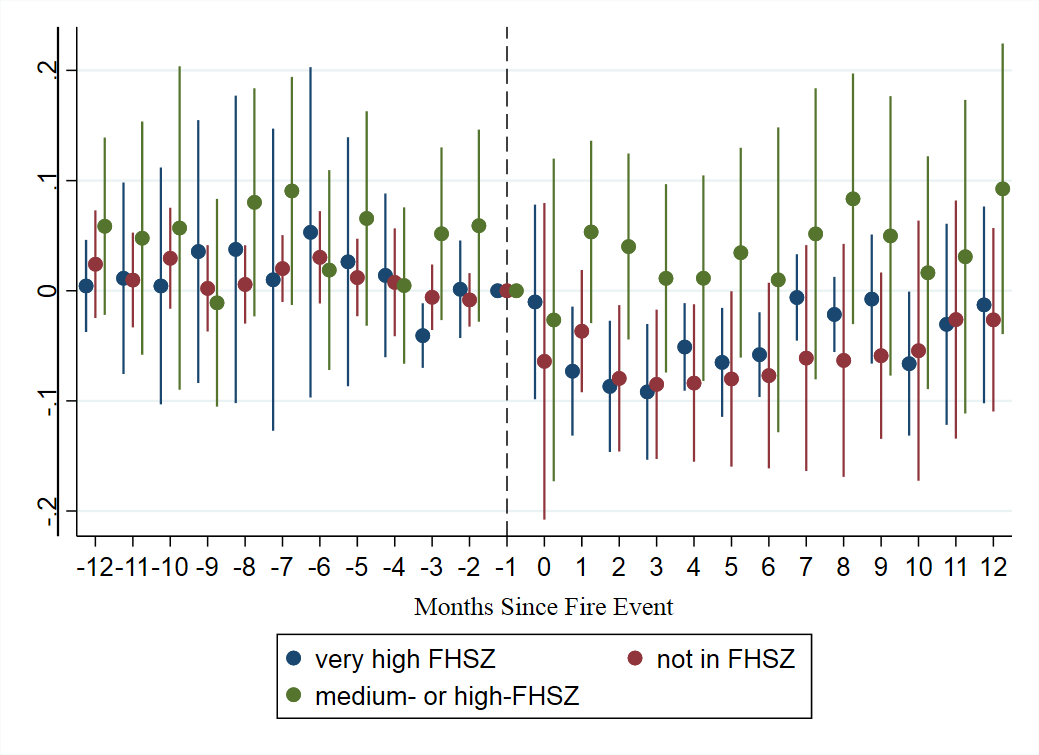 .2
.1
0
-.1
-.2
-12 -11 -10 -9 -8 -7 -6 -5 -4 -3 -2 -1 0 1 2 3 4 5 6 7 8 9 10 11 12
Months Since Fire Event
very high FHSZ not in FHSZ
medium- or high-FHSZ